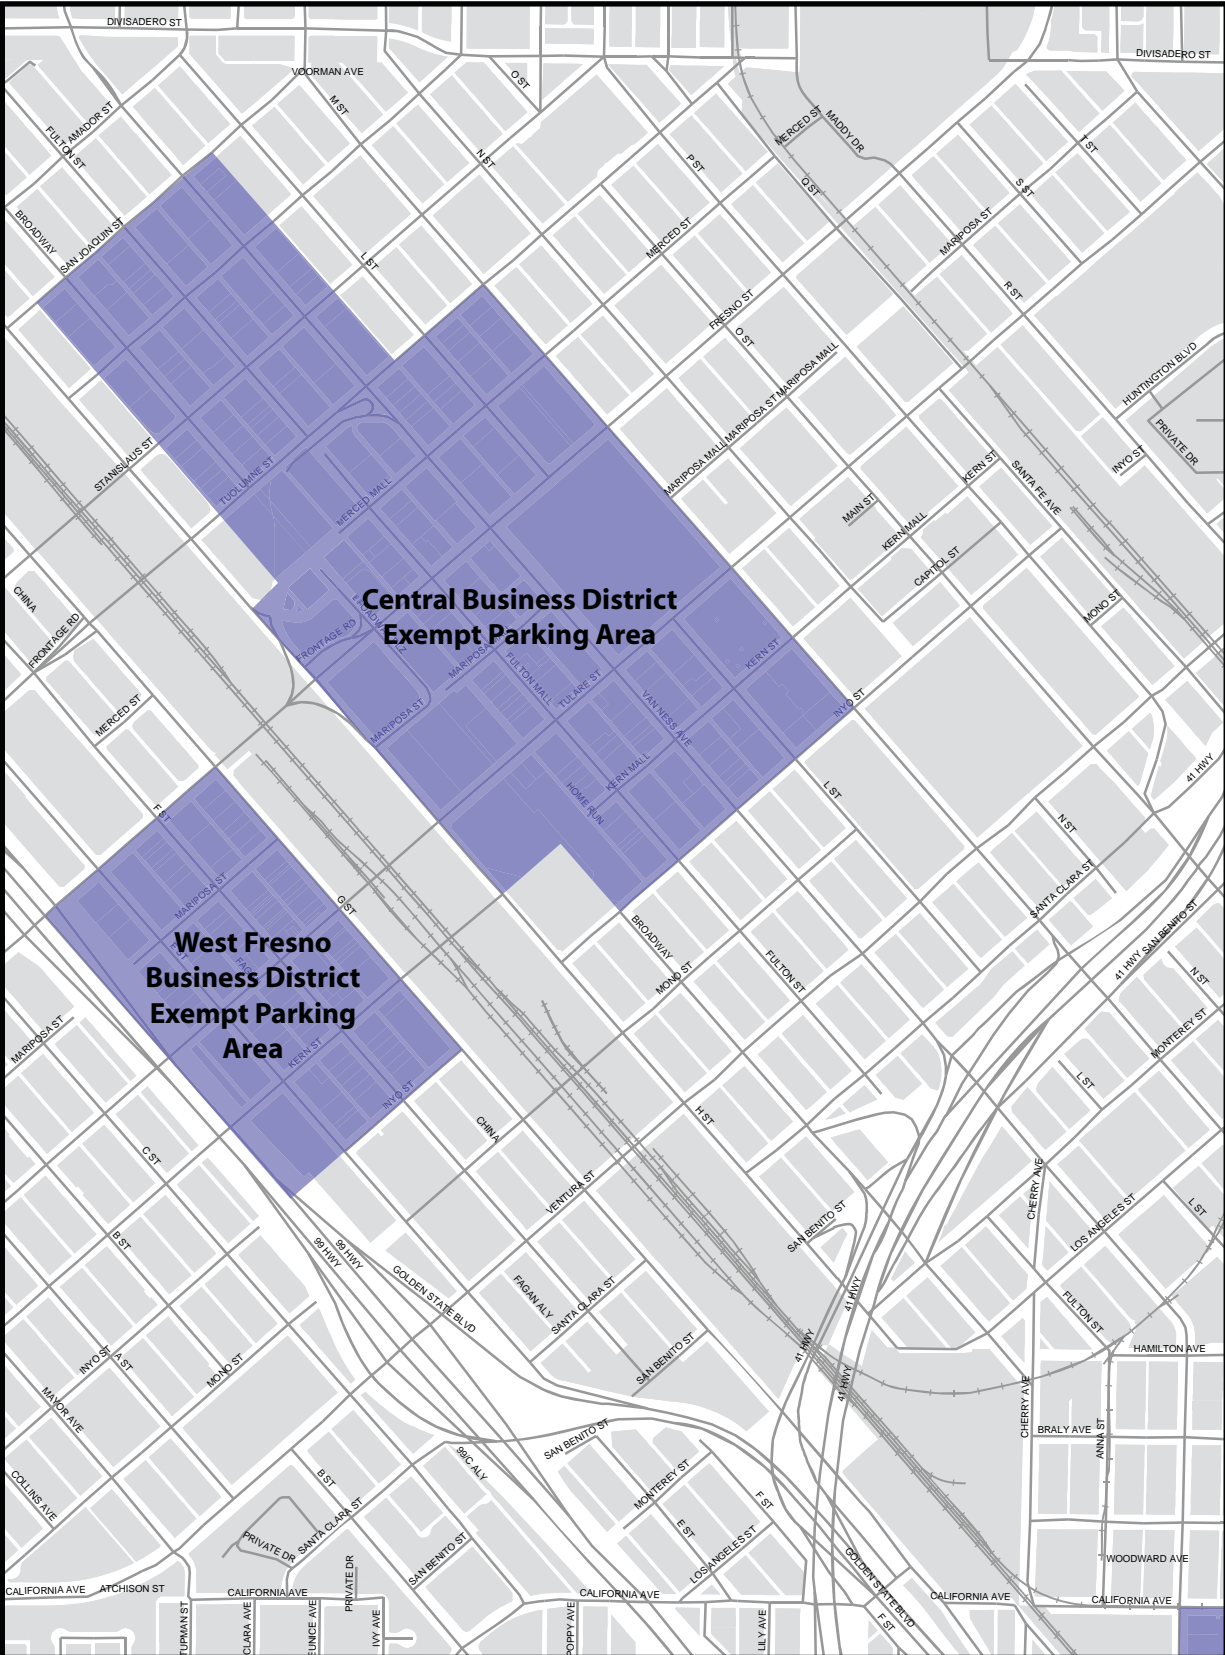 DIVISADERO ST
DIVISADERO ST
VOORMAN AVE
O ST
M ST
AMADOR ST
FULTON ST
MERCED ST
MADDY DR
T ST
N ST
P ST
Q ST
S ST
BROADWAY
SAN JOAQUIN ST
L ST
MERCED ST
MARIPOSA ST
R ST
FRESNO ST
O ST
HUNTINGTON BLVD
MARIPOSA MALL
MARIPOSA ST
MARIPOSA MALL
PRIVATE DR
INYO ST
STANISLAUS ST
TUOLUMNE ST
MERCED MALL
KERN ST
SANTA FE AVE
MAIN ST
KERN MALL
CAPITOL ST
MONO ST
CHINA
FRONTAGE RD
Central Business District
Exempt Parking Area
FRONTAGE RD
FULTON MALL
TULARE ST
KERN ST
VAN NESS AVE
INYO ST
MERCED ST
MARIPOSA ST
KERN MALL
HOME RUN
L ST
41 HWY
F ST
N ST
MARIPOSA ST
G ST
SANTA CLARA ST
West Fresno
Business District
Exempt Parking
Area
BROADWAY
MONO ST
FULTON ST
41 HWY
SAN BENITO ST
N ST
MARIPOSA ST
KERN ST
INYO ST
MONTEREY ST
L ST
CHINA
H ST
C ST
VENTURA ST
CHERRY AVE
L ST
SAN BENITO ST
LOS ANGELES ST
B ST
99 HWY
99 HWY
GOLDEN STATE BLVD
FAGAN ALY
SANTA CLARA ST
41 HWY
FULTON ST
SAN BENITO ST
41 HWY
41 HWY
HAMILTON AVE
INYO ST
A ST
MONO ST
MAYOR AVE
CHERRY AVE
BRALY AVE
ANNA ST
SAN BENITO ST
99/C ALY
MONTEREY ST
COLLINS AVE
B ST
SANTA CLARA ST
PRIVATE DR
F ST
E ST
LOS ANGELES ST
SAN BENITO ST
GOLDEN STATE BLVD
WOODWARD AVE
CALIFORNIA AVE
ATCHISON ST
CALIFORNIA AVE
PRIVATE DR
CALIFORNIA AVE
CALIFORNIA AVE
CALIFORNIA AVE
F ST
TUPMAN ST
CLARA AVE
EUNICE AVE
IVY AVE
POPPY AVE
LILY AVE